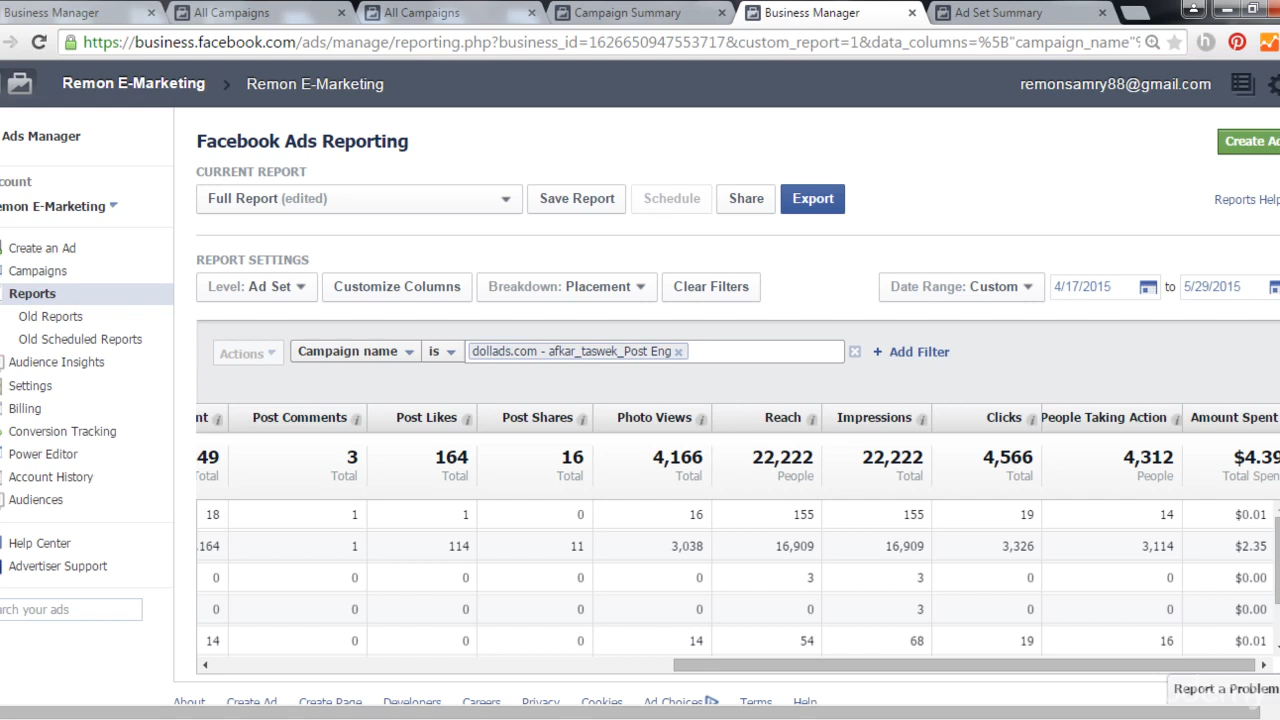 Business Manager
All Campaigns
All Campaigns
Campaign Summary
Business Manager
Ad Set Summary
https://business.facebook.com/ads/manage/reporting.php?business_id=1626650947553717&custom_report=1&data_columns=%5B"campaign_name"%
Remon E-Marketing > Remon E-Marketing
remonsamry88@gmail.com
Ads Manager
count
emon E-Marketing
Create an Ad
Campaigns
Reports
Old Reports
Old Scheduled Reports
Audience Insights
Settings
Billing
Conversion Tracking
Power Editor
Account History
Audiences
Help Center
Advertiser Support
arch your ads
Facebook Ads Reporting
Create Ad
CURRENT REPORT
Full Report (edited)
Save Report
Schedule
Share
Export
Reports Help
REPORT SETTINGS
Level: Ad Set
Customize Columns
Breakdown: Placement
Clear Filters
Date Range: Custom
4/17/2015 to 5/29/2015
Actions
Campaign name
is
dollads.com - afkar_taswek_Post Eng
+ Add Filter
nt Post Comments Post Likes Post Shares Photo Views Reach Impressions Clicks People Taking Action Amount Spent
49 3 164 16 4,166 22,222 22,222 4,566 4,312 $4.39
Total Total Total Total Total People Total Total People Total Spen
18 1 1 0 16 155 155 19 14 $0.01
,164 1 114 11 3,038 16,909 16,909 3,326 3,114 $2.35
0 0 0 0 0 3 3 0 0 $0.00
0 0 0 0 0 0 3 0 0 $0.00
14 0 0 0 14 54 68 19 16 $0.01
Report a Problem
About Create Ad Create Page Developers Careers Privacy Cookies Ad Choices Terms Help